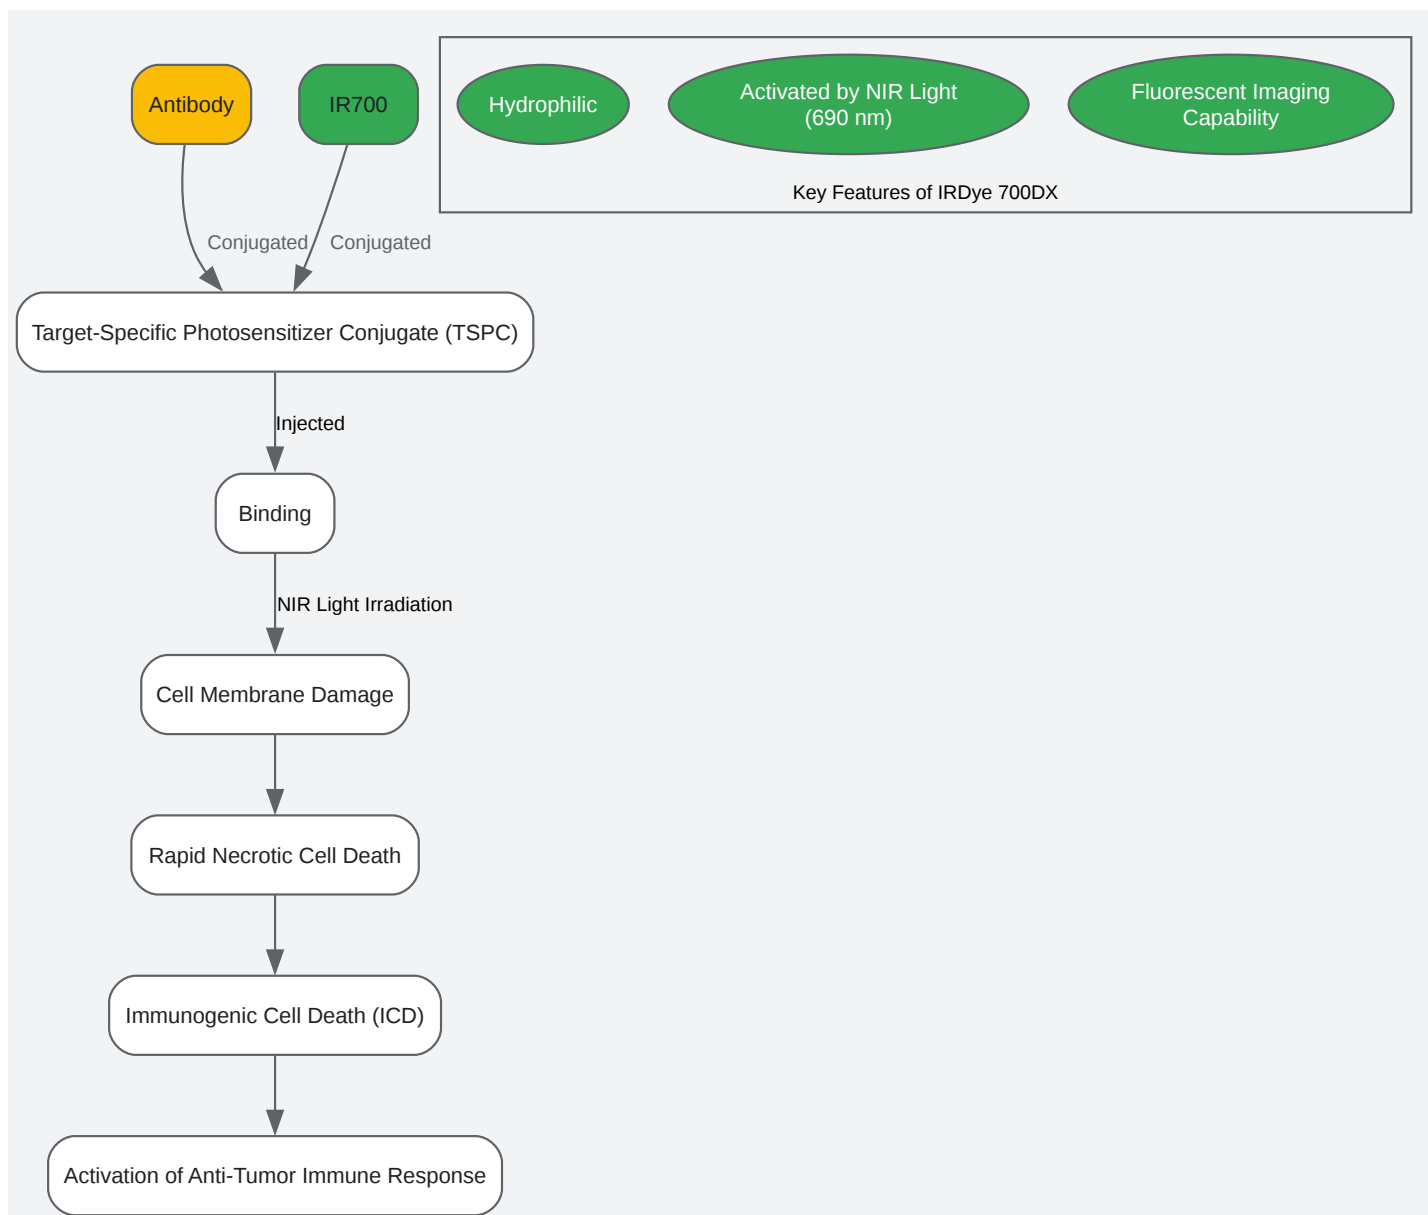 Antibody
IR700
Hydrophilic
Activated by NIR Light
(690 nm)
Fluorescent Imaging
Capability
Key Features of IRDye 700DX
Conjugated
Conjugated
Target-Specific Photosensitizer Conjugate (TSPC)
Injected
Binding
NIR Light Irradiation
Cell Membrane Damage
Rapid Necrotic Cell Death
Immunogenic Cell Death (ICD)
Activation of Anti-Tumor Immune Response